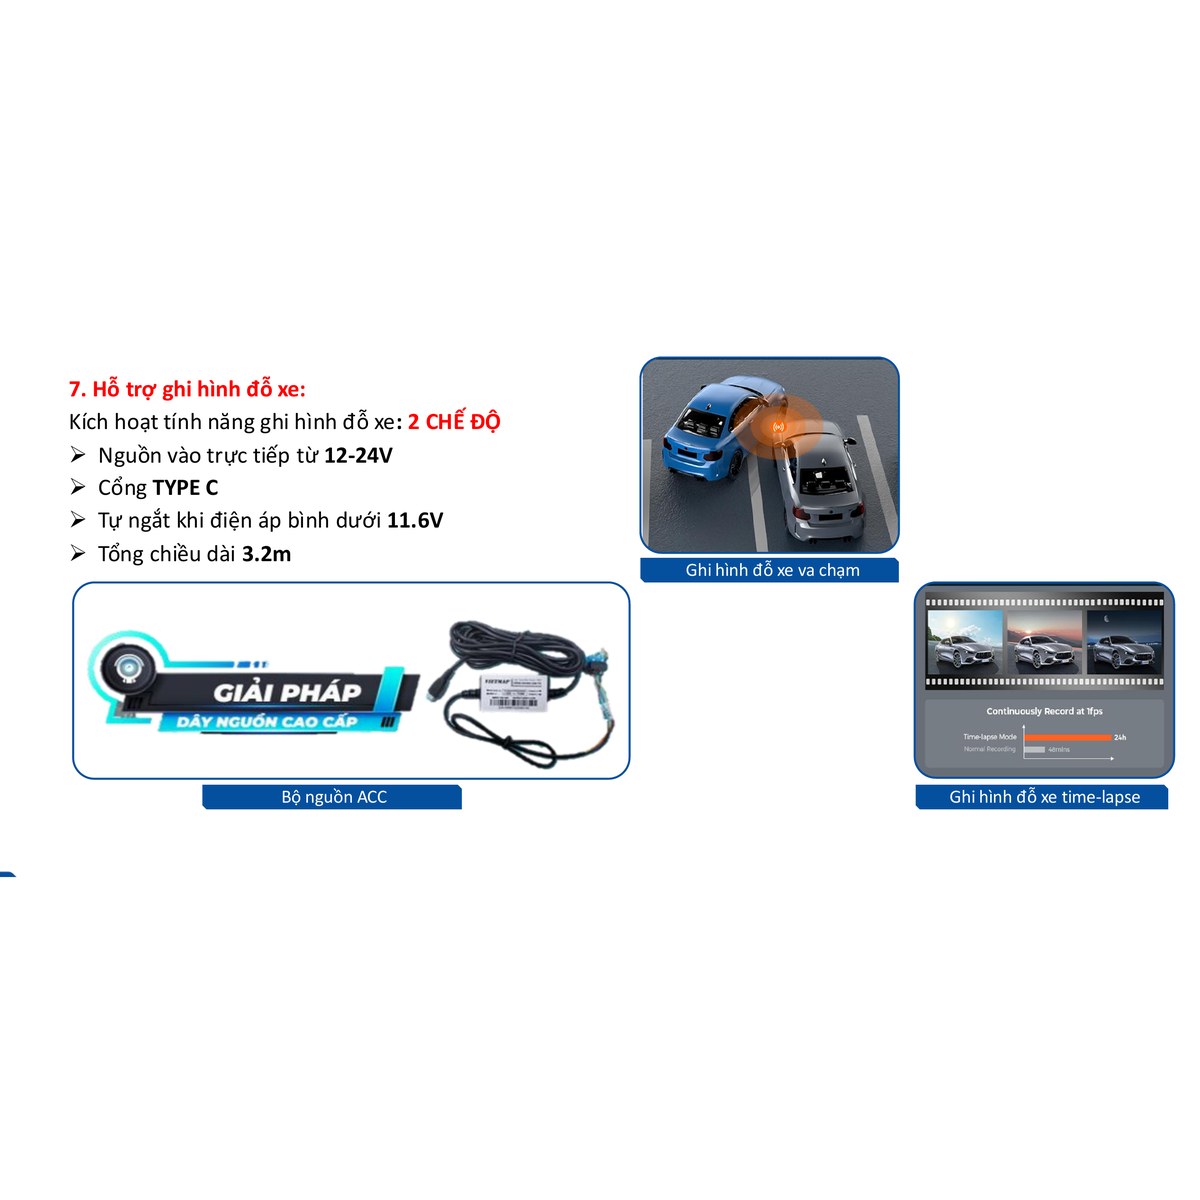 7. Hỗ trợ ghi hình đỗ xe:
Kích hoạt tính năng ghi hình đỗ xe: 2 CHẾ ĐỘ
➢ Nguồn vào trực tiếp từ 12-24V
➢ Cổng TYPE C
➢ Tự ngắt khi điện áp bình dưới 11.6V
➢ Tổng chiều dài 3.2m
Ghi hình đỗ xe va chạm
GIẢI PHÁP
DÂY NGUỒN CAO CẤP
VIETMAP
Bộ nguồn ACC
Continuously Record at 1fps
Time-lapse Mode 24h
Normal Recording
Ghi hình đỗ xe time-lapse